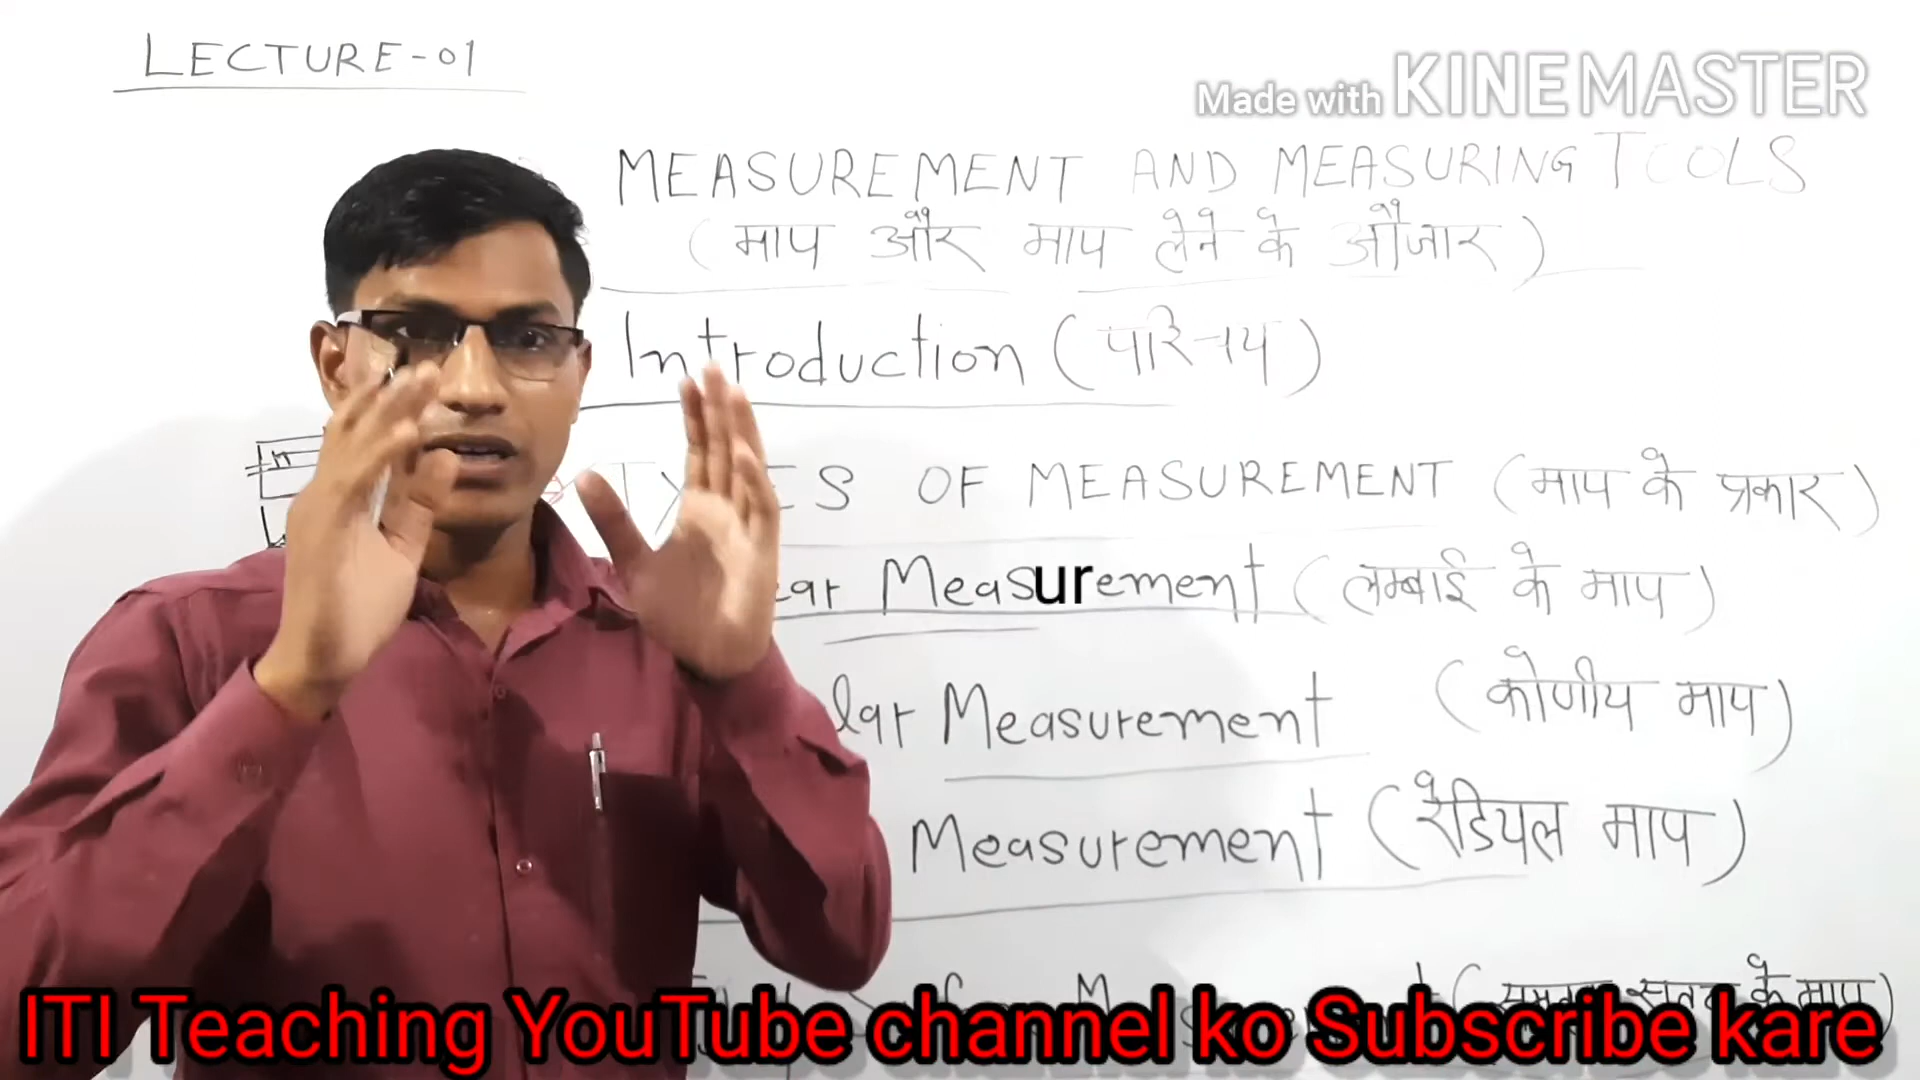 LECTURE-01
Made with KINEMASTER
MEASUREMENT AND MEASURING TOOLS
(माप और माप लेने के औजार)
Introduction (परिचय)
OF MEASUREMENT (माप के प्रकार)
Measurement (लम्बाई के माप)
Measurement (कोणीय माप)
Measurement (रैडियल माप)
के माप)
ITI Teaching YouTube channel ko Subscribe kare